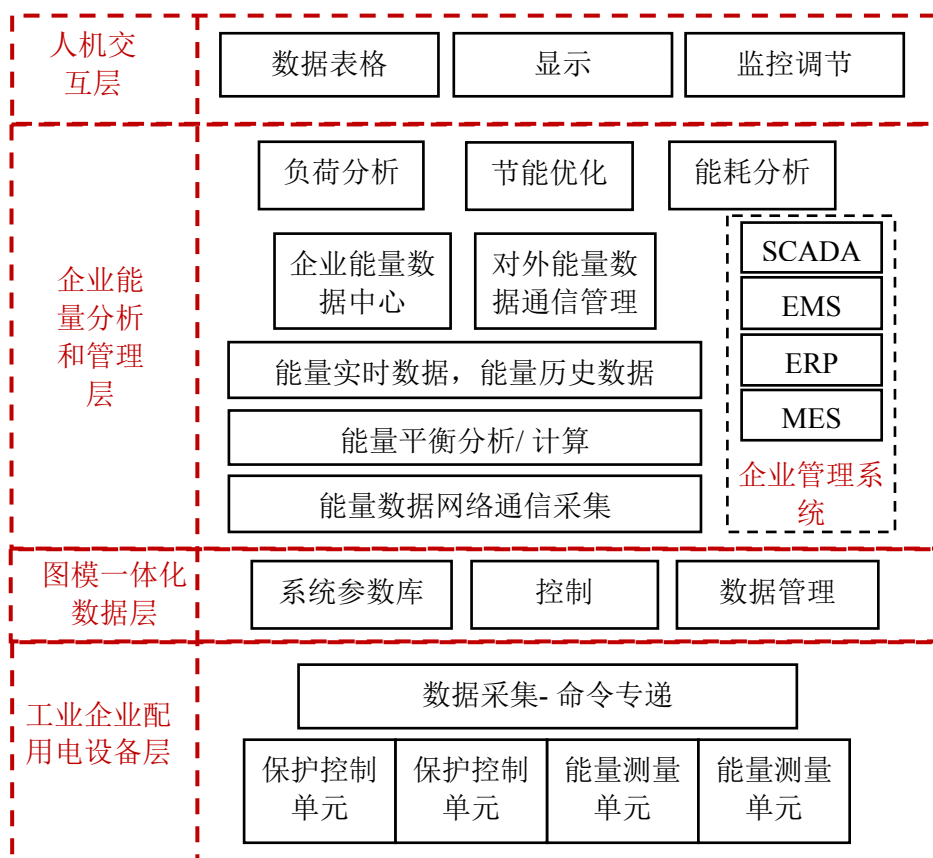 人机交
互层
数据表格
显示
监控调节
企业能
量分析
和管理
层
负荷分析
节能优化
能耗分析
企业能量数
据中心
对外能量数
据通信管理
能量实时数据，能量历史数据
能量平衡分析/ 计算
能量数据网络通信采集
SCADA
EMS
ERP
MES
企业管理系
统
图模一体化
数据层
系统参数库
控制
数据管理
工业企业配
用电设备层
数据采集- 命令专递
保护控制
单元
保护控制
单元
能量测量
单元
能量测量
单元